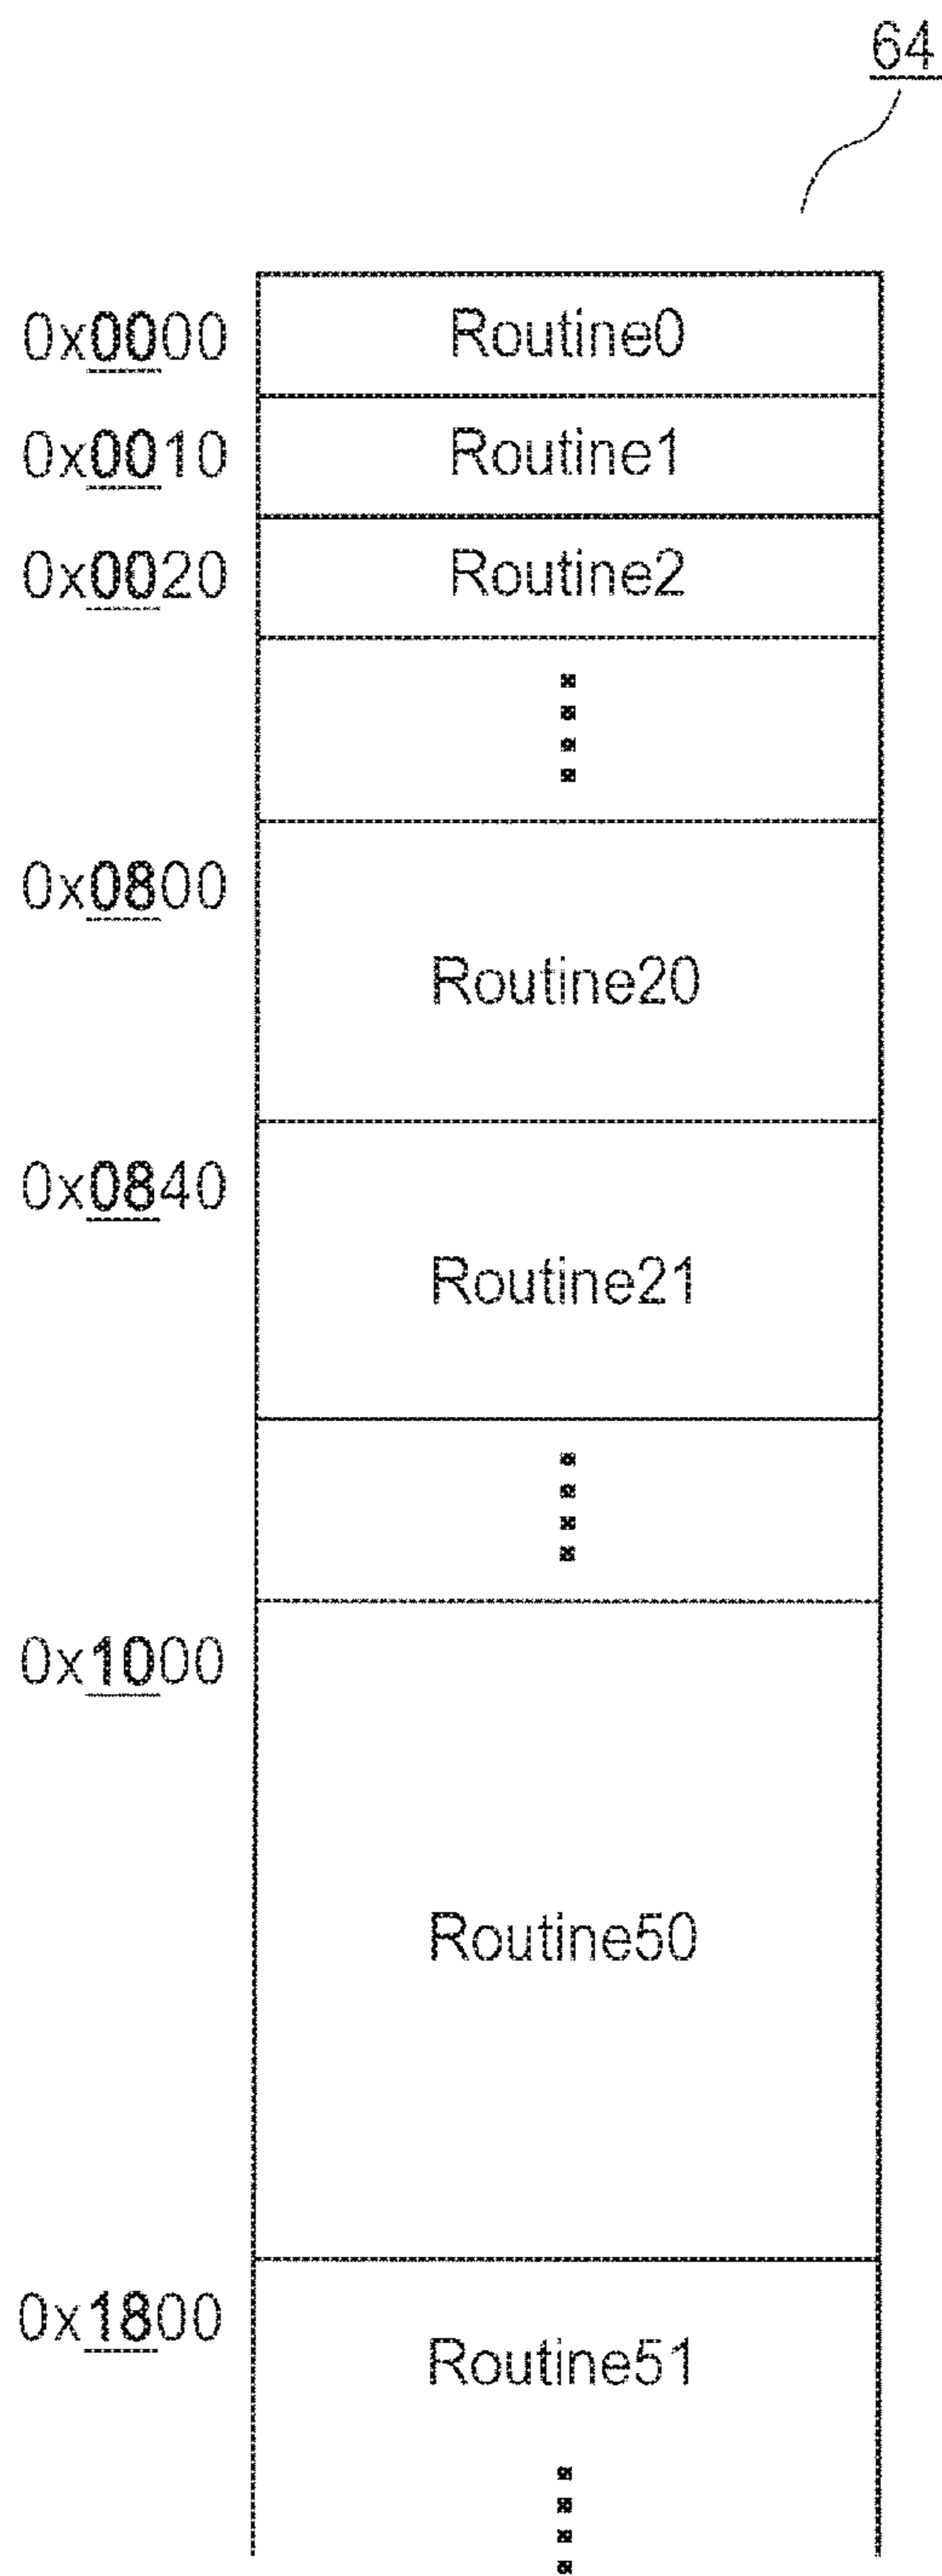 64
0x0000 Routine0
0x0010 Routine1
0x0020 Routine2
0x0800
Routine20
0x0840
Routine21
0x1000
Routine50
0x1800
Routine51